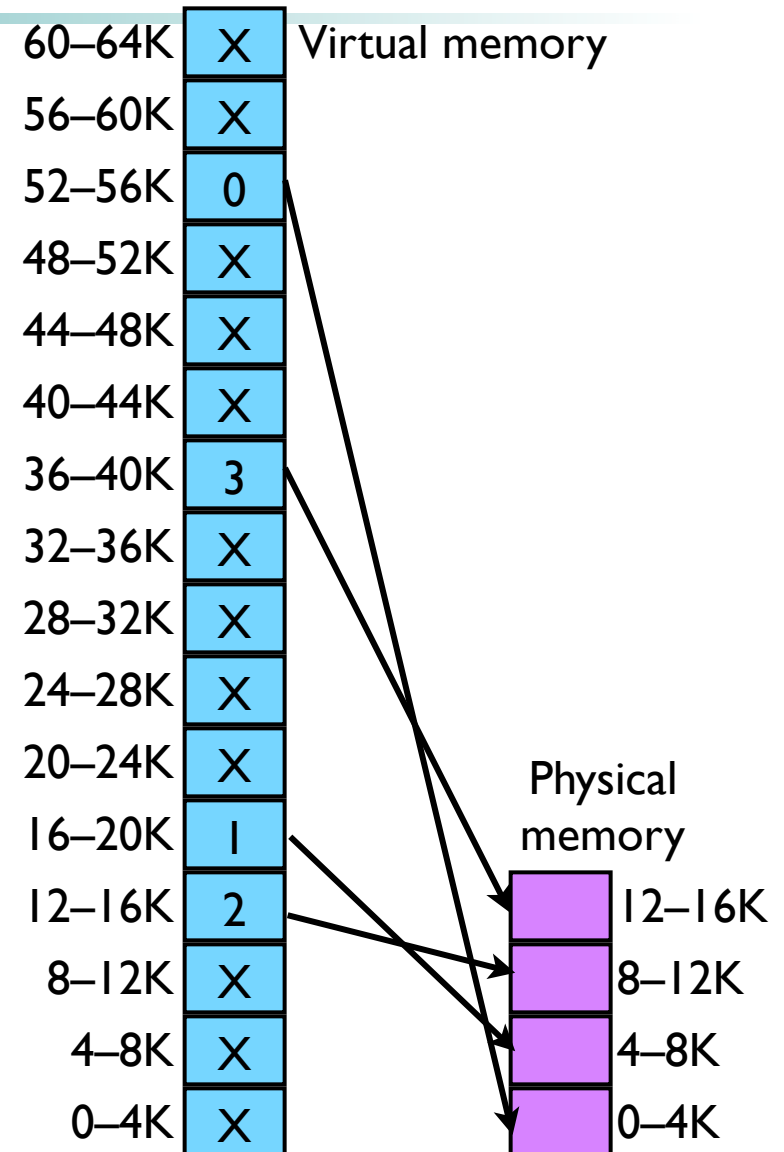 60–64K X Virtual memory
56–60K X
52–56K 0
48–52K X
44–48K X
40–44K X
36–40K 3
32–36K X
28–32K X
24–28K X
20–24K X
Physical
16–20K 1 memory
12–16K 2 12–16K
8–12K X 8–12K
4–8K X 4–8K
0–4K X 0–4K